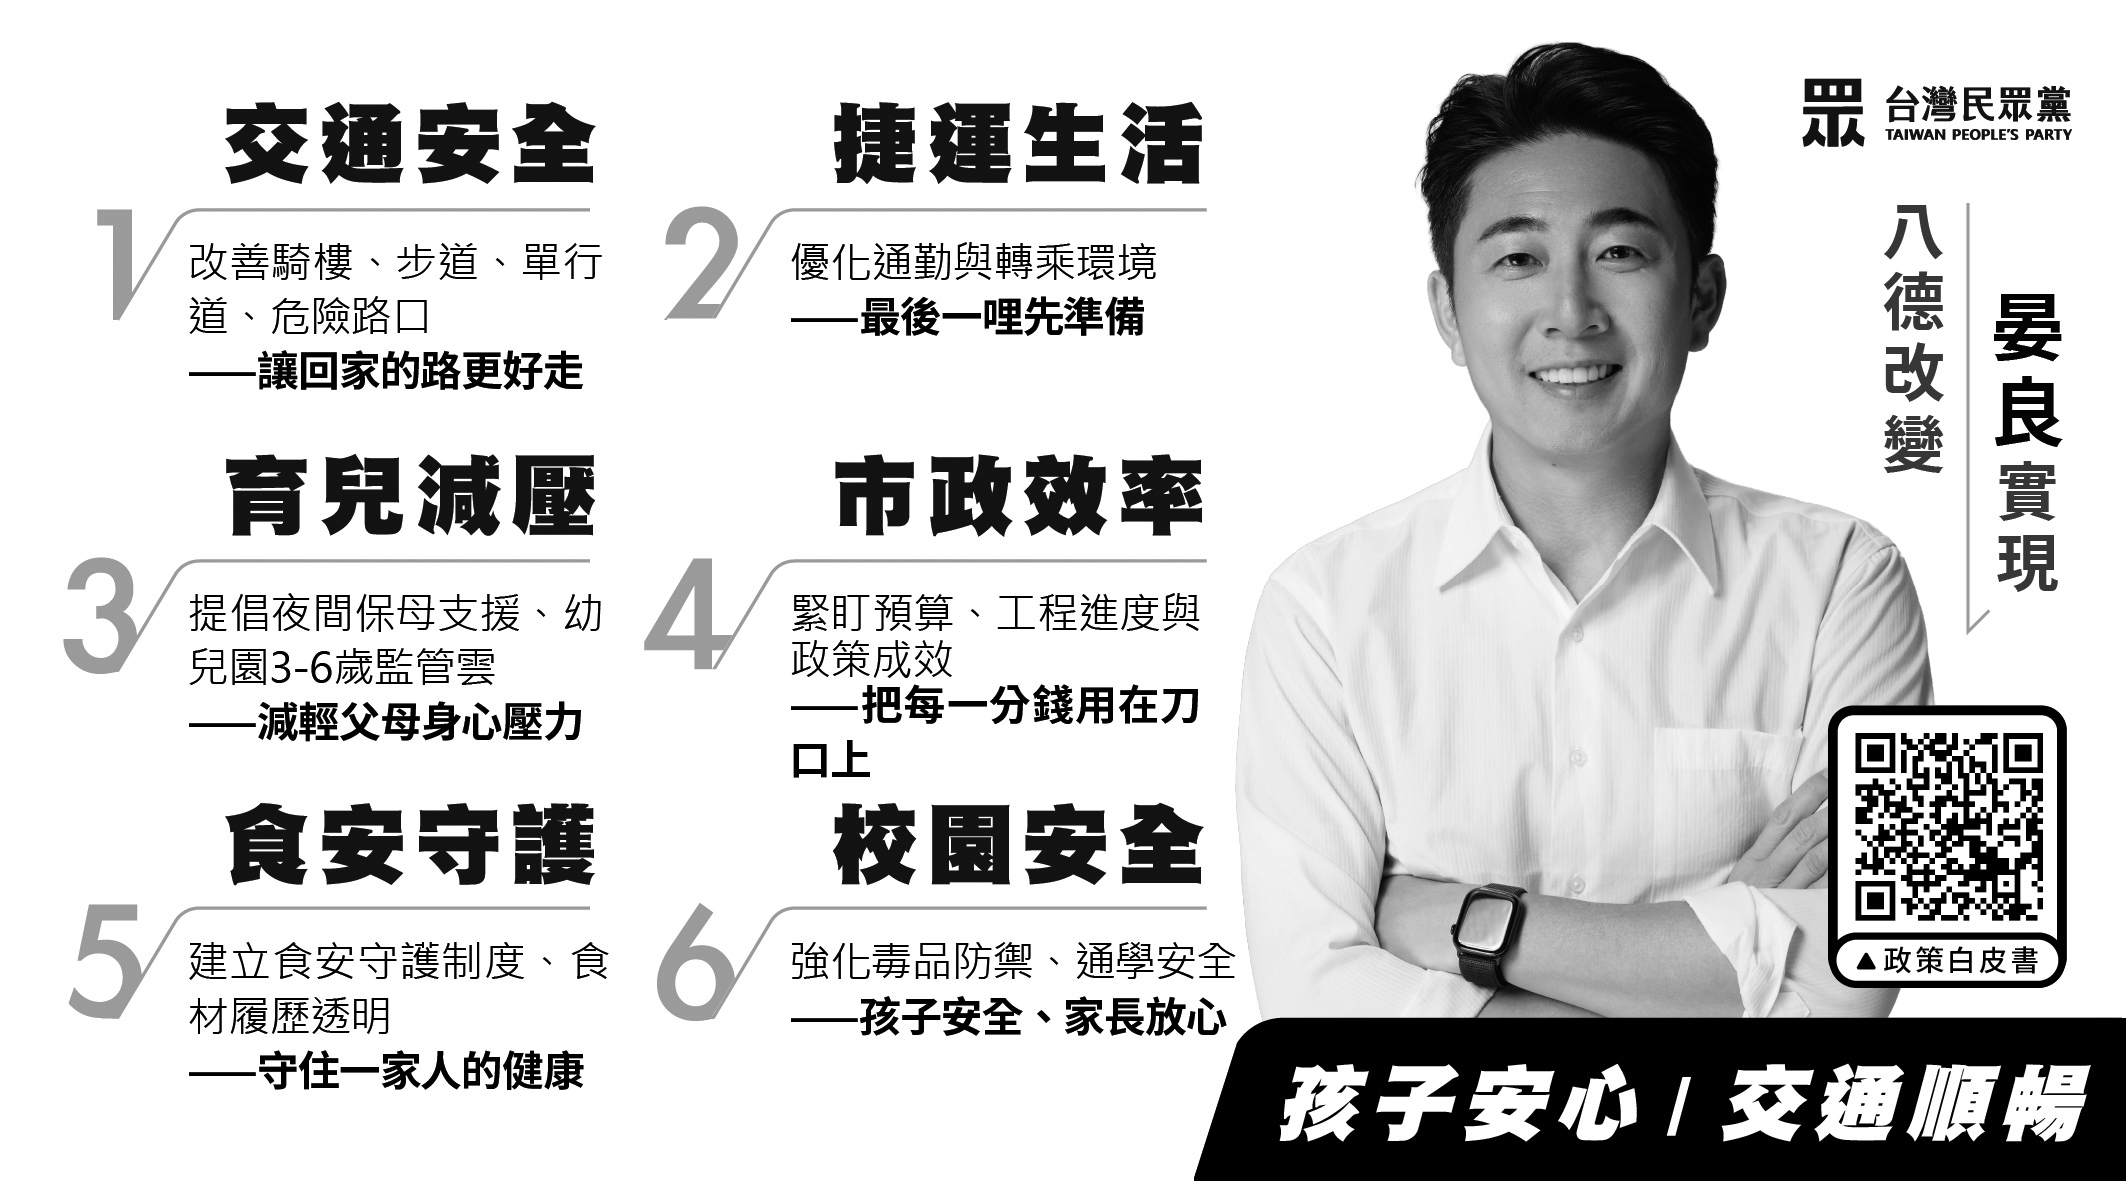 交通安全
1
改善騎樓、步道、單行
道、危險路口
——讓回家的路更好走
捷運生活
2
優化通勤與轉乘環境
——最後一哩先準備
育兒減壓
3
提倡夜間保母支援、幼
兒園3-6歲監管雲
——減輕父母身心壓力
市政效率
4
緊盯預算、工程進度與
政策成效
——把每一分錢用在刀
口上
食安守護
5
建立食安守護制度、食
材履歷透明
——守住一家人的健康
校園安全
6
強化毒品防禦、通學安全
——孩子安全、家長放心
眾 台灣民眾黨
TAIWAN PEOPLE'S PARTY
八德改變
晏良實現
▲政策白皮書
孩子安心/交通順暢